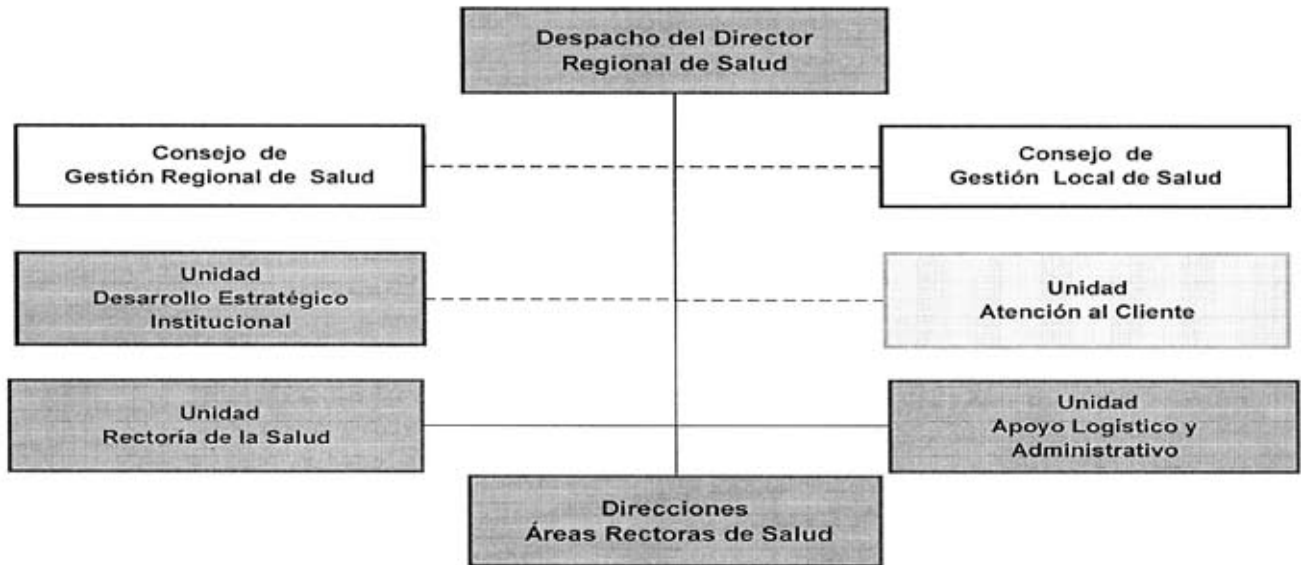 Despacho del Director
Regional de Salud
Consejo de
Gestión Regional de Salud
Consejo de
Gestión Local de Salud
Unidad
Desarrollo Estratégico
Institucional
Unidad
Atención al Cliente
Unidad
Rectoría de la Salud
Unidad
Apoyo Logístico y
Administrativo
Direcciones
Áreas Rectoras de Salud